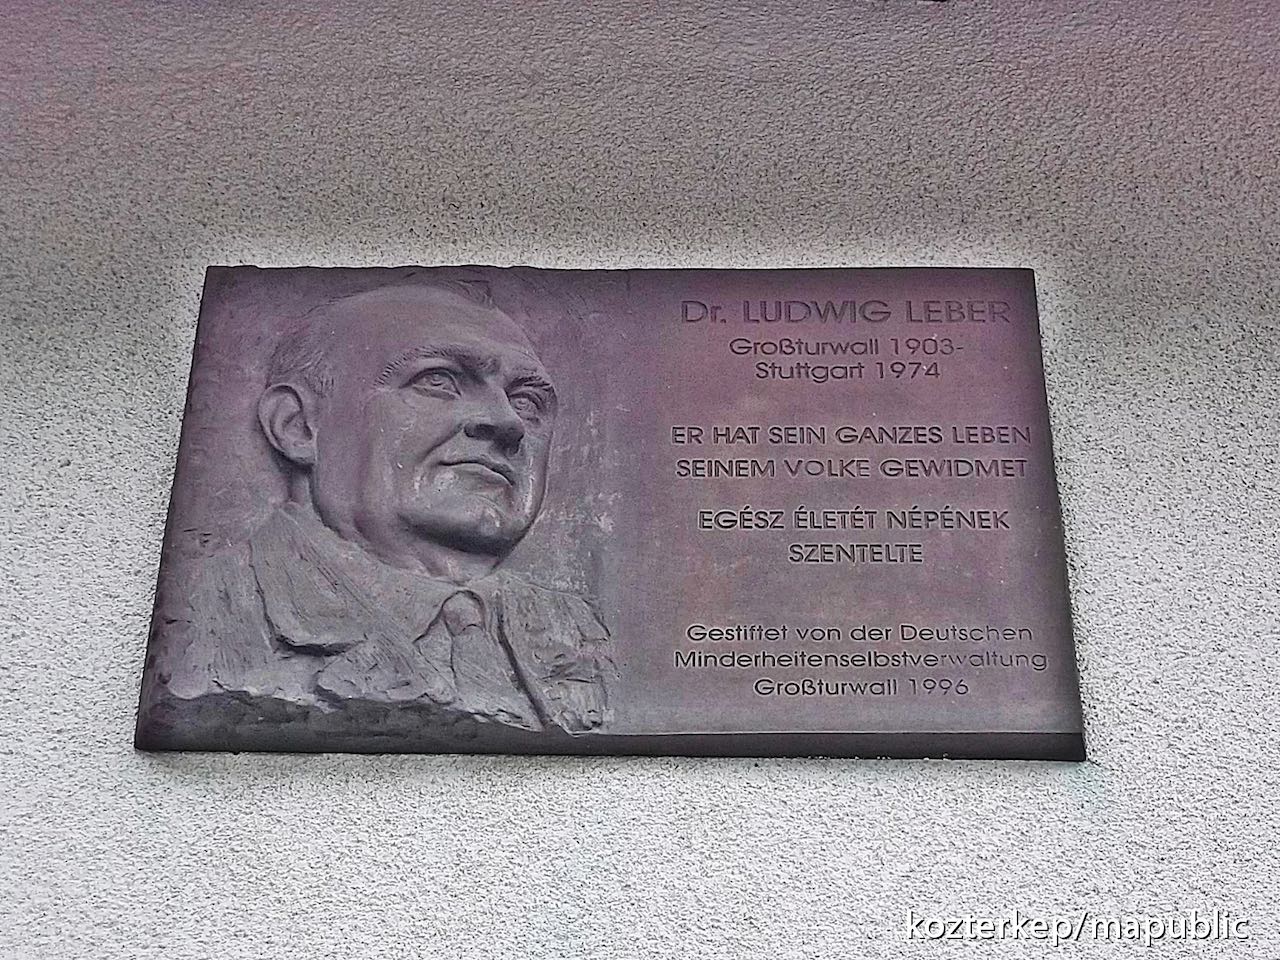 Dr. LUDWIG LEBER
Großturwall 1903-
Stuttgart 1974
ER HAT SEIN GANZES LEBEN
SEINEM VOLKE GEWIDMET
EGÉSZ ÉLETÉT NÉPÉNEK
SZENTELTE
Gestiftet von der Deutschen
Minderheitenselbstverwaltung
Großturwall 1996
kozterkep/mapublic